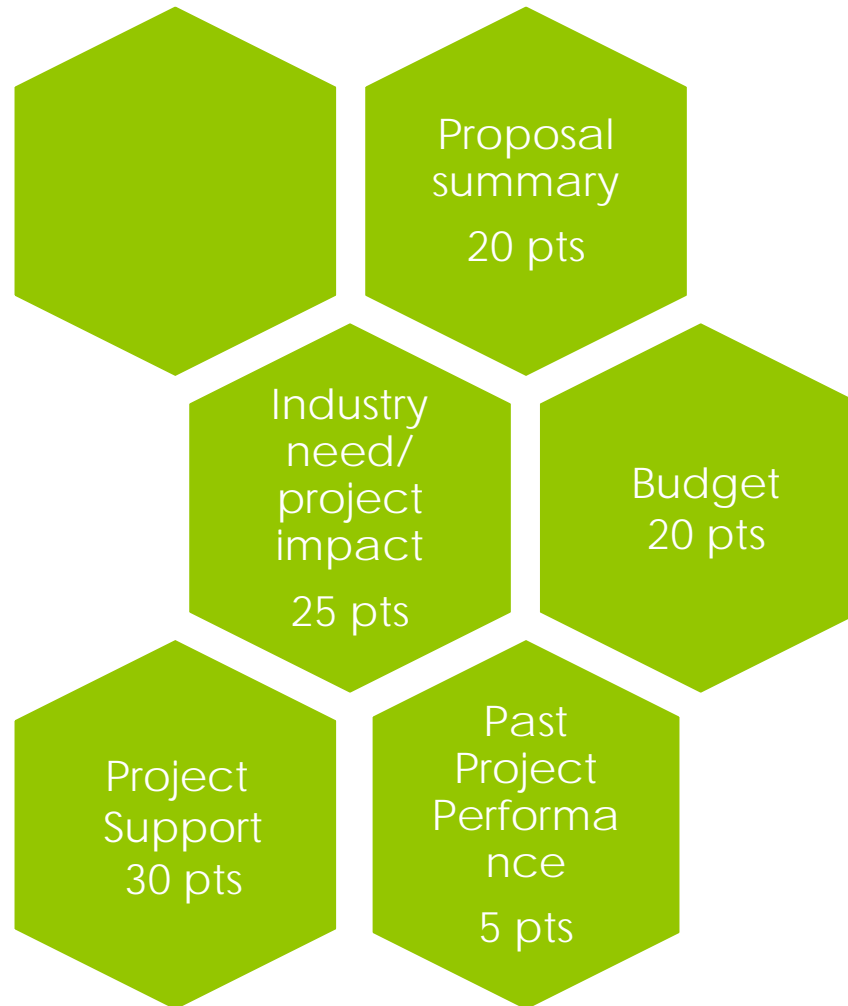 Proposal
summary
20 pts
Industry
need/
project
impact
25 pts
Budget
20 pts
Project
Support
30 pts
Past
Project
Performa
nce
5 pts